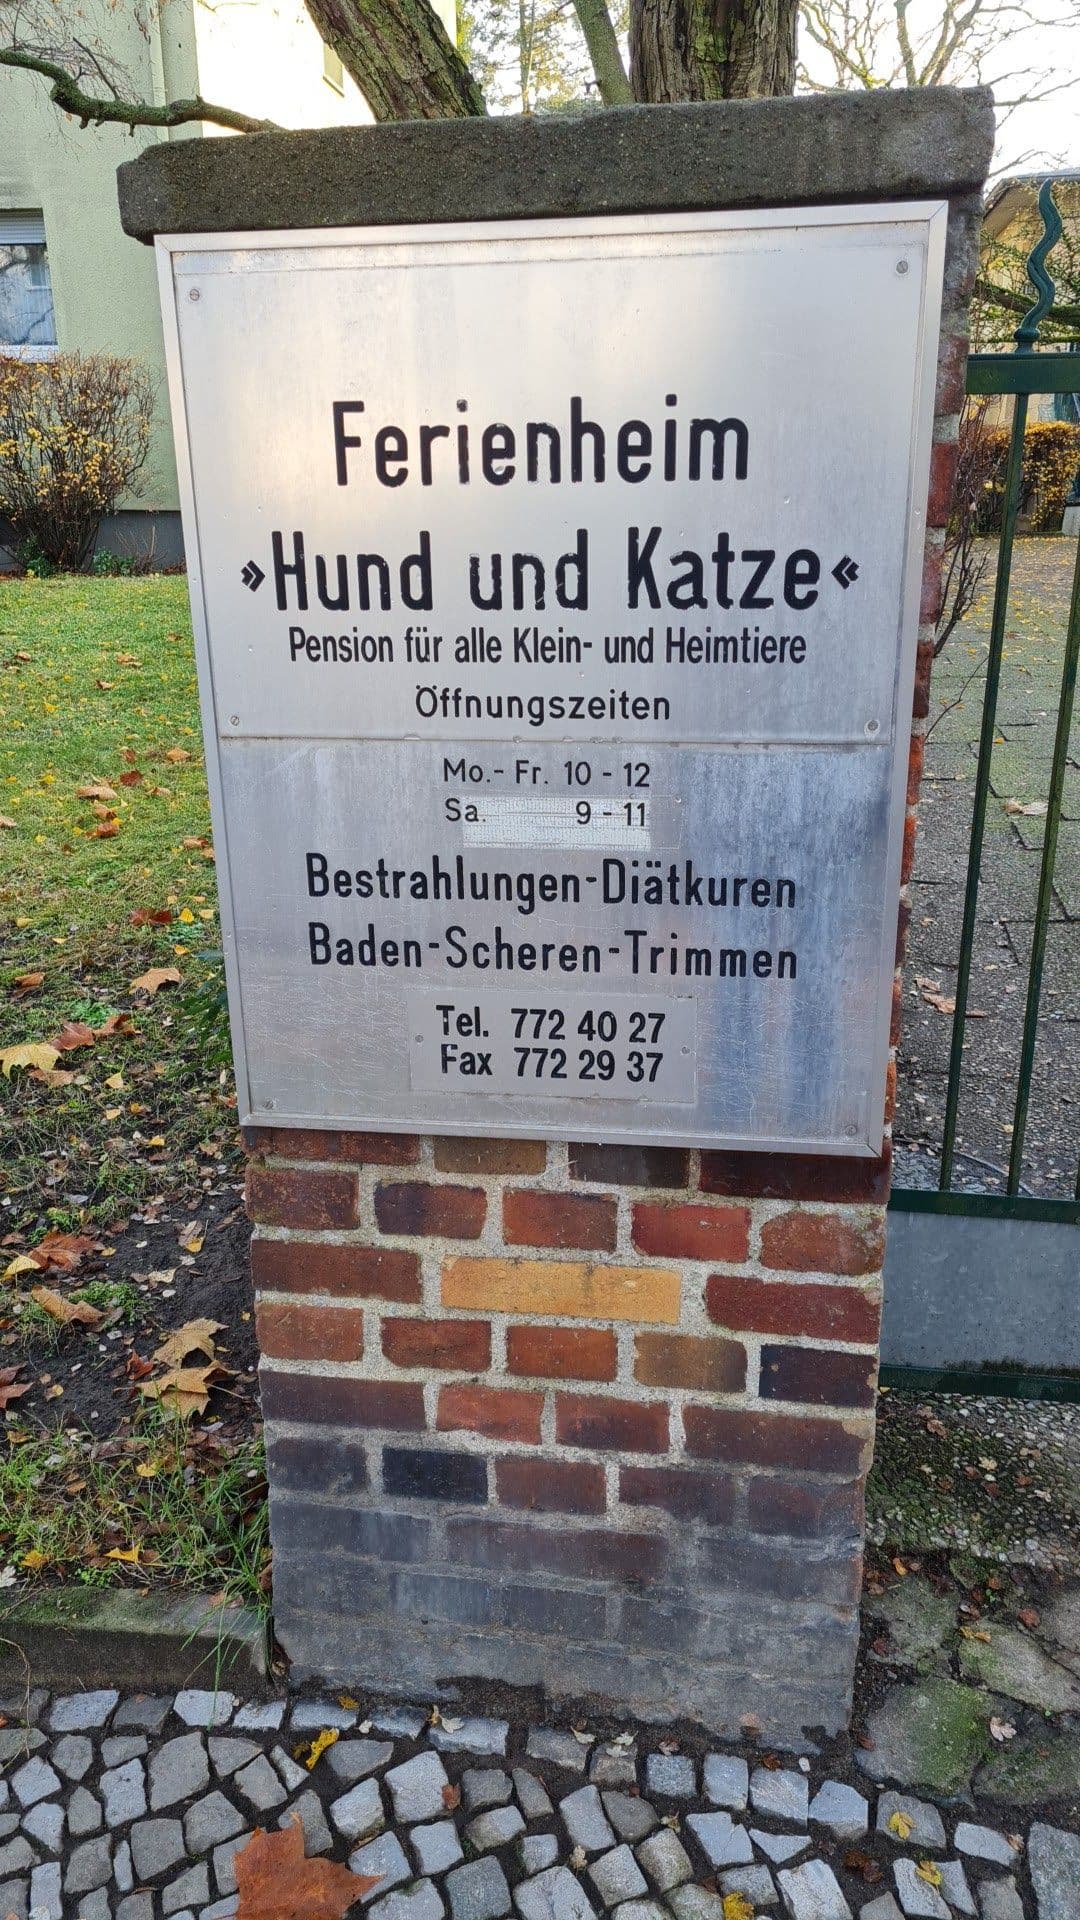 Ferienheim
»Hund und Katze«
Pension für alle Klein- und Heimtiere
Öffnungszeiten
Mo.- Fr. 10 - 12
Sa. 9 - 11
Bestrahlungen-Diätkuren
Baden-Scheren-Trimmen
Tel. 772 40 27
Fax 772 29 37